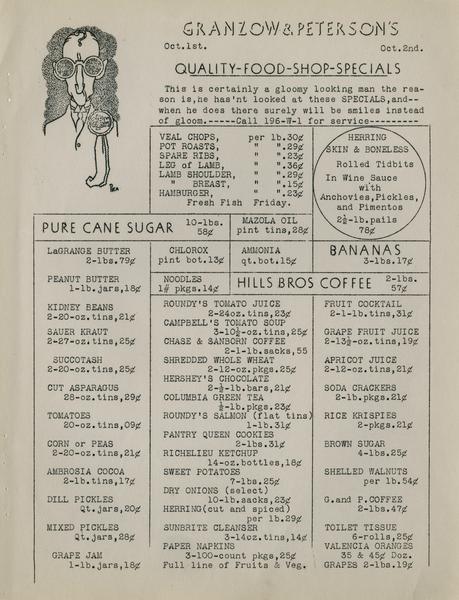 GRANZOW & PETERSON'S
Oct.1st.
Oct.2nd.
QUALITY-FOOD-SHOP-SPECIALS
This is certainly a gloomy looking man the rea-
son is,he has'nt looked at these SPECIALS,and--
when he does there surely will be smiles instead
of gloom.-----Call 196-W-1 for service--------
VEAL CHOPS, per lb.30¢
POT ROASTS, " ".29¢
SPARE RIBS, " ".23¢
LEG of LAMB, " ".36¢
LAMB SHOULDER, " ".29¢
" BREAST, " ".15¢
HAMBURGER, " ".23¢
Fresh Fish Friday.
HERRING
SKIN & BONELESS
Rolled Tidbits
In Wine Sauce
with
Anchovies,Pickles,
and Pimentos
2½-lb.pails
78¢
PURE CANE SUGAR 10-lbs.
58¢
MAZOLA OIL
pint tins,28¢
LaGRANGE BUTTER
2-lbs.79¢
CHLOROX
pint bot.13¢
AMMONIA
qt.bot.15¢
BANANAS
3-lbs.17¢
PEANUT BUTTER
1-lb.jars,18¢
NOODLES
1# pkgs.14¢
HILLS BROS COFFEE 2-lbs.
57¢
KIDNEY BEANS
2-20-oz.tins,21¢
SAUER KRAUT
2-27-oz.tins,25¢
SUCCOTASH
2-20-oz.tins,25¢
CUT ASPARAGUS
28-oz.tins,29¢
TOMATOES
20-oz.tins,09¢
CORN or PEAS
2-20-oz.tins,21¢
AMBROSIA COCOA
2-lb.tins,17¢
DILL PICKLES
Qt.jars,20¢
MIXED PICKLES
Qt.jars,28¢
GRAPE JAM
1-lb.jars,18¢
ROUNDY'S TOMATO JUICE
2-24oz.tins,23¢
CAMPBELL'S TOMATO SOUP
3-10½-oz.tins,25¢
CHASE & SANBORN COFFEE
2-1-lb.sacks,55
SHREDDED WHOLE WHEAT
2-12-oz.pkgs.25¢
HERSHEY'S CHOCOLATE
2-½-lb.bars,21¢
COLUMBIA GREEN TEA
½-lb.pkgs.23¢
ROUNDY'S SALMON (flat tins)
1-lb.31¢
PANTRY QUEEN COOKIES
2-lbs.31¢
RICHELIEU KETCHUP
14-oz.bottles,18¢
SWEET POTATOES
7-lbs.25¢
DRY ONIONS (select)
10-lb.sacks,23¢
HERRING(cut and spiced)
per lb.29¢
SUNBRITE CLEANSER
3-14oz.tins,14¢
PAPER NAPKINS
3-100-count pkgs,25¢
Full line of Fruits & Veg.
FRUIT COCKTAIL
2-1-lb.tins,31¢
GRAPE FRUIT JUICE
2-13½-oz.tins,19¢
APRICOT JUICE
2-12-oz.tins,21¢
SODA CRACKERS
2-lb.pkgs.21¢
RICE KRISPIES
2-pkgs.21¢
BROWN SUGAR
4-lbs.25¢
SHELLED WALNUTS
per lb.54¢
G.and P.COFFEE
2-lbs.47¢
TOILET TISSUE
6-rolls,25¢
VALENCIA ORANGES
35 & 45¢ Doz.
GRAPES 2-lbs.19¢